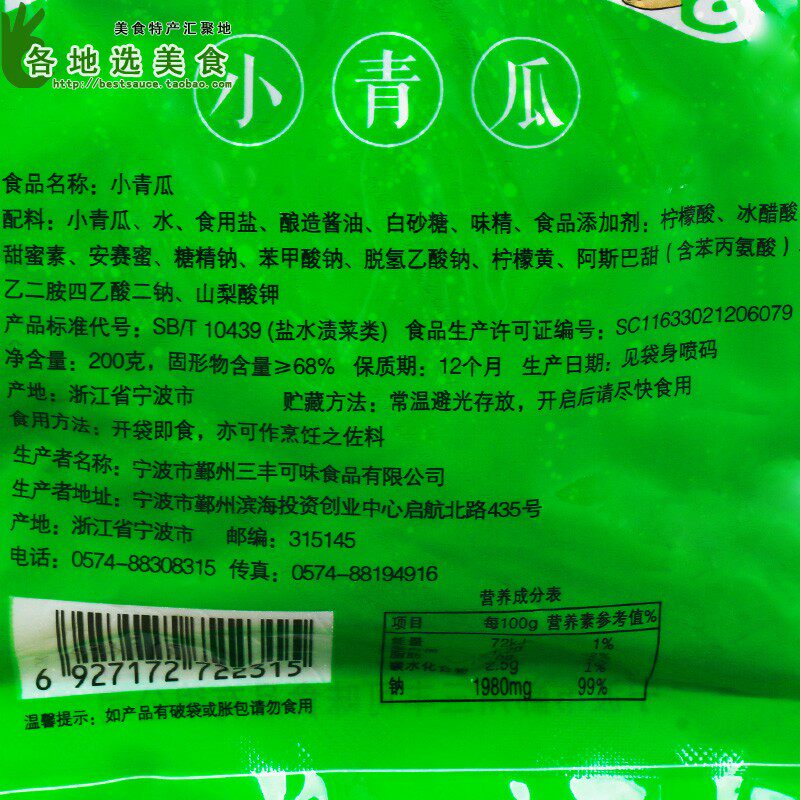 美食特产汇聚地
各地选美食
http://bestsauce.taobao.com
小青瓜
食品名称：小青瓜
配料：小青瓜、水、食用盐、酿造酱油、白砂糖、味精、食品添加剂：柠檬酸、冰醋酸
甜蜜素、安赛蜜、糖精钠、苯甲酸钠、脱氢乙酸钠、柠檬黄、阿斯巴甜（含苯丙氨酸）
乙二胺四乙酸二钠、山梨酸钾
产品标准代号：SB/T 10439 (盐水渍菜类) 食品生产许可证编号：SC11633021206079
净含量：200克，固形物含量≥68% 保质期：12个月 生产日期：见袋身喷码
产地：浙江省宁波市 贮藏方法：常温避光存放，开启后请尽快食用
食用方法：开袋即食，亦可作烹饪之佐料
生产者名称：宁波市鄞州三丰可味食品有限公司
生产者地址：宁波市鄞州滨海投资创业中心启航北路435号
产地：浙江省宁波市 邮编：315145
电话：0574-88308315 传真：0574-88194916
营养成分表
项目 每100g 营养素参考值%
能量 1%
碳水化合物 1%
钠 1980mg 99%
6 927172 722315
温馨提示：如产品有破袋或胀包请勿食用